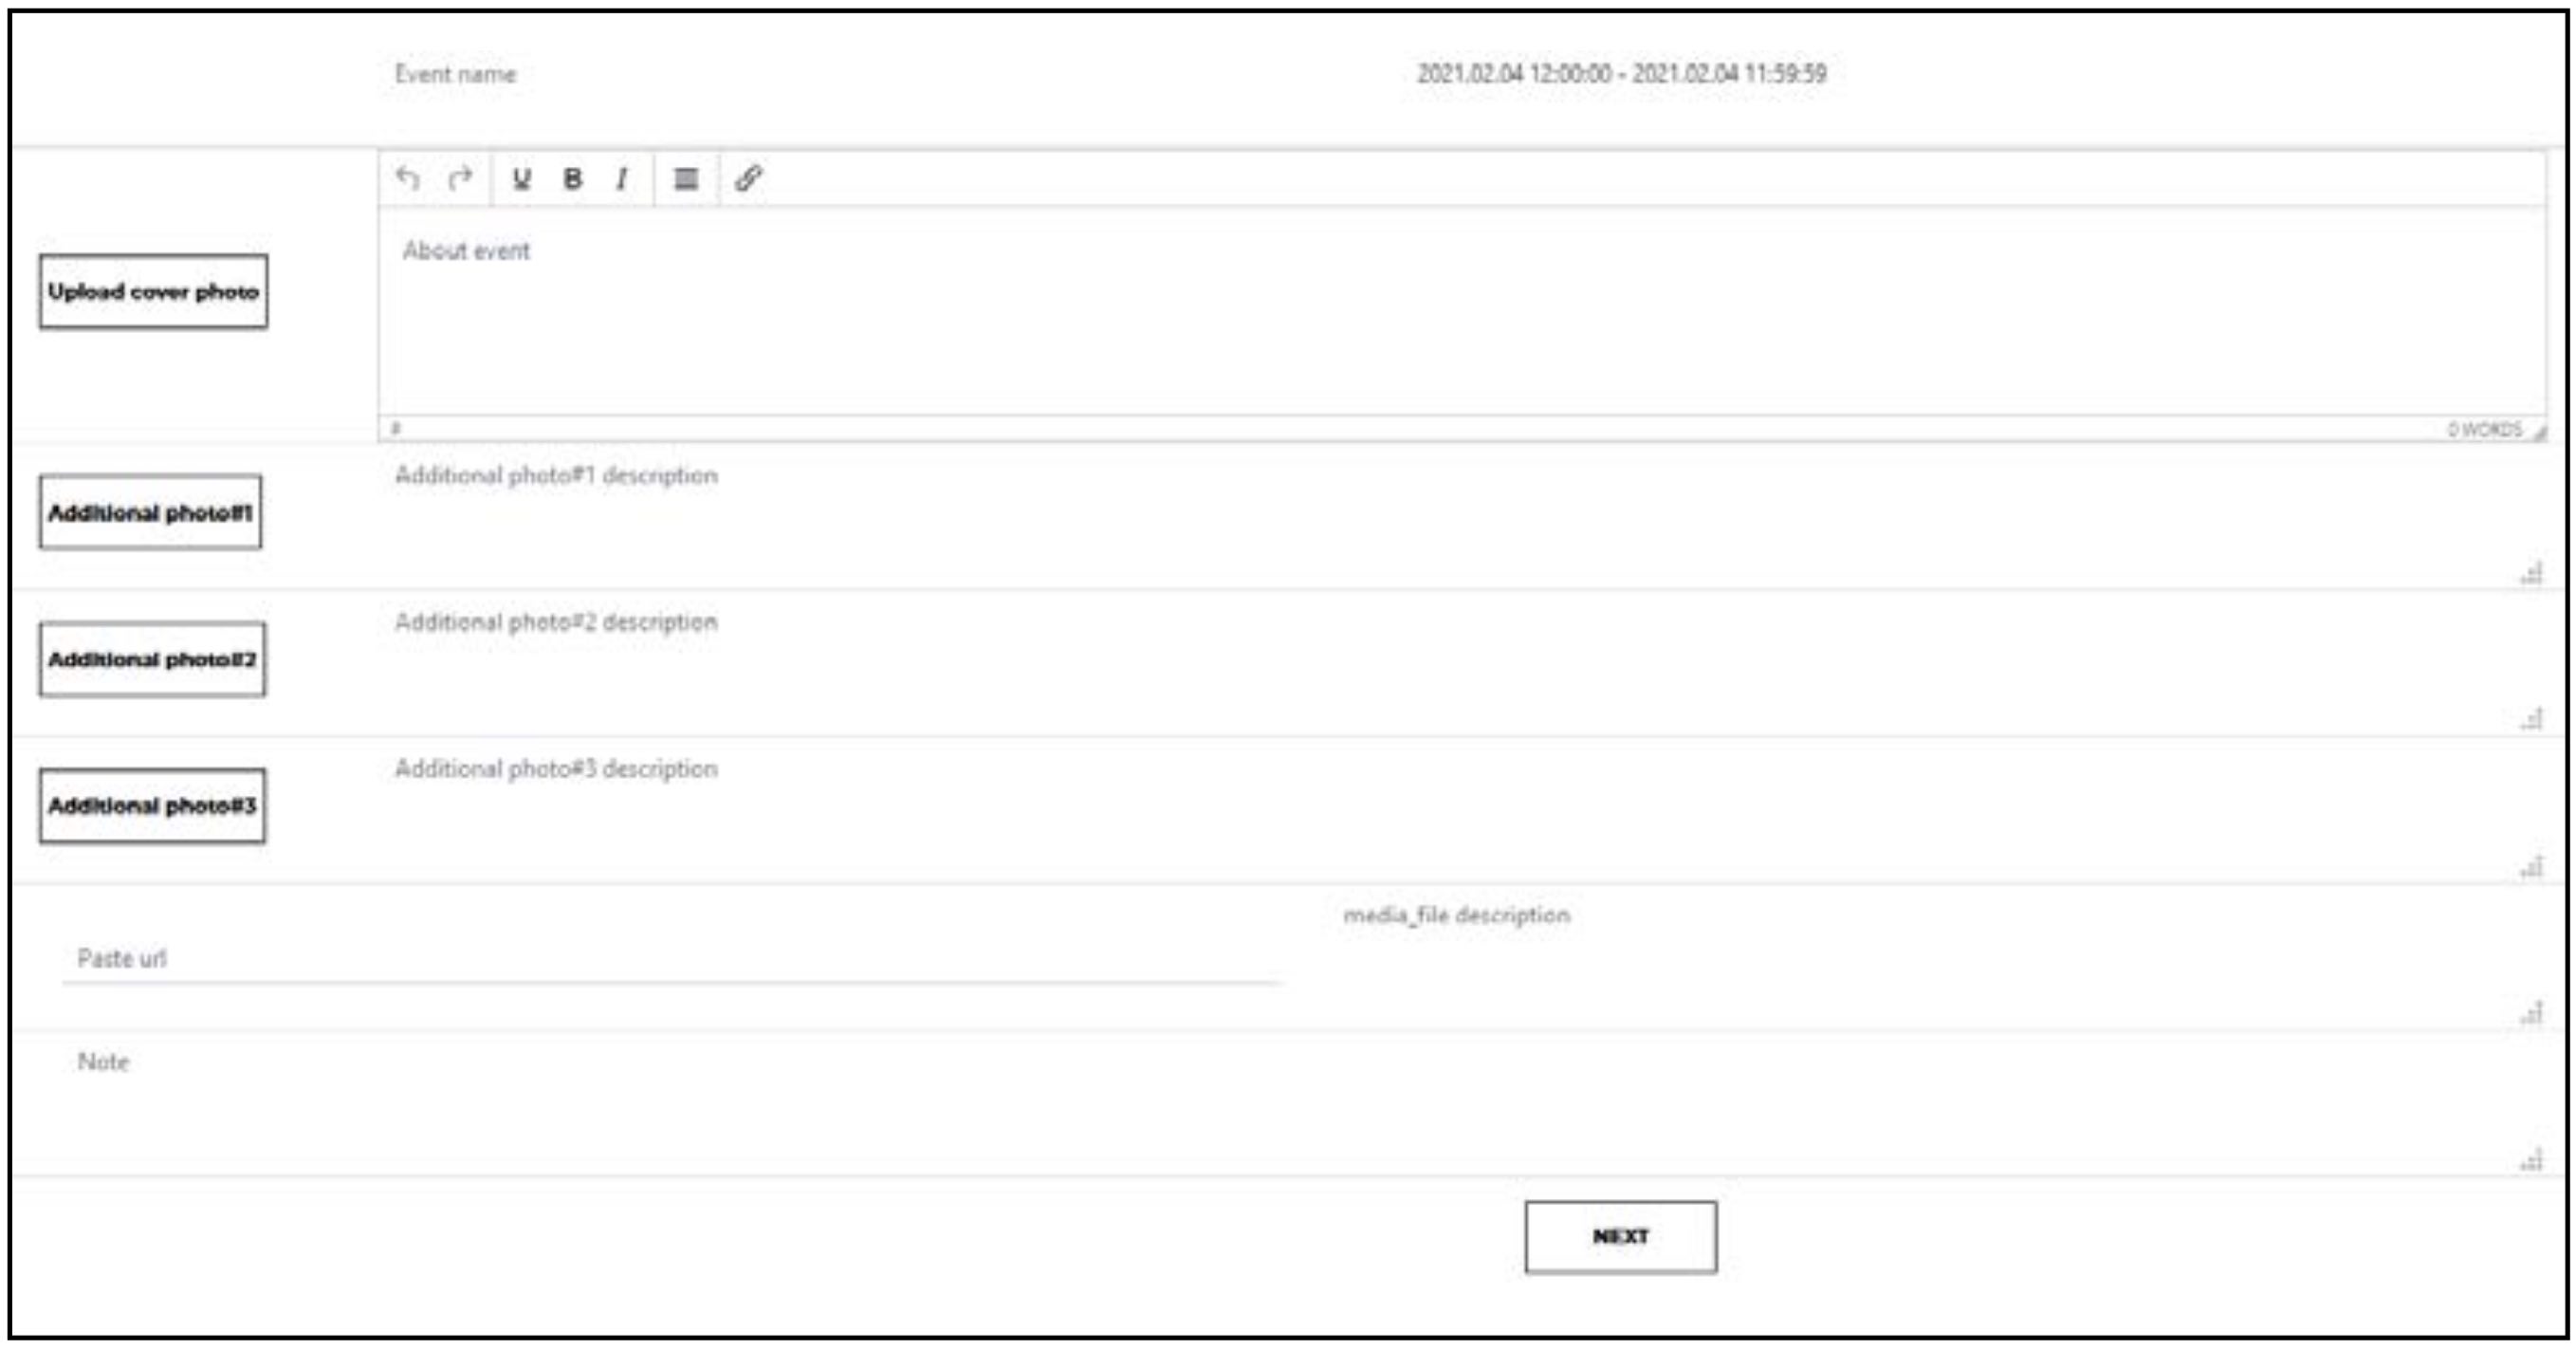 Event name
2021.02.04 12:00:00 - 2021.02.04 11:59:59
U B I
Upload cover photo
About event
#
0 WORDS
Additional photo#1
Additional photo#1 description
Additional photo#2
Additional photo#2 description
Additional photo#3
Additional photo#3 description
Paste url
media_file description
Note
NEXT